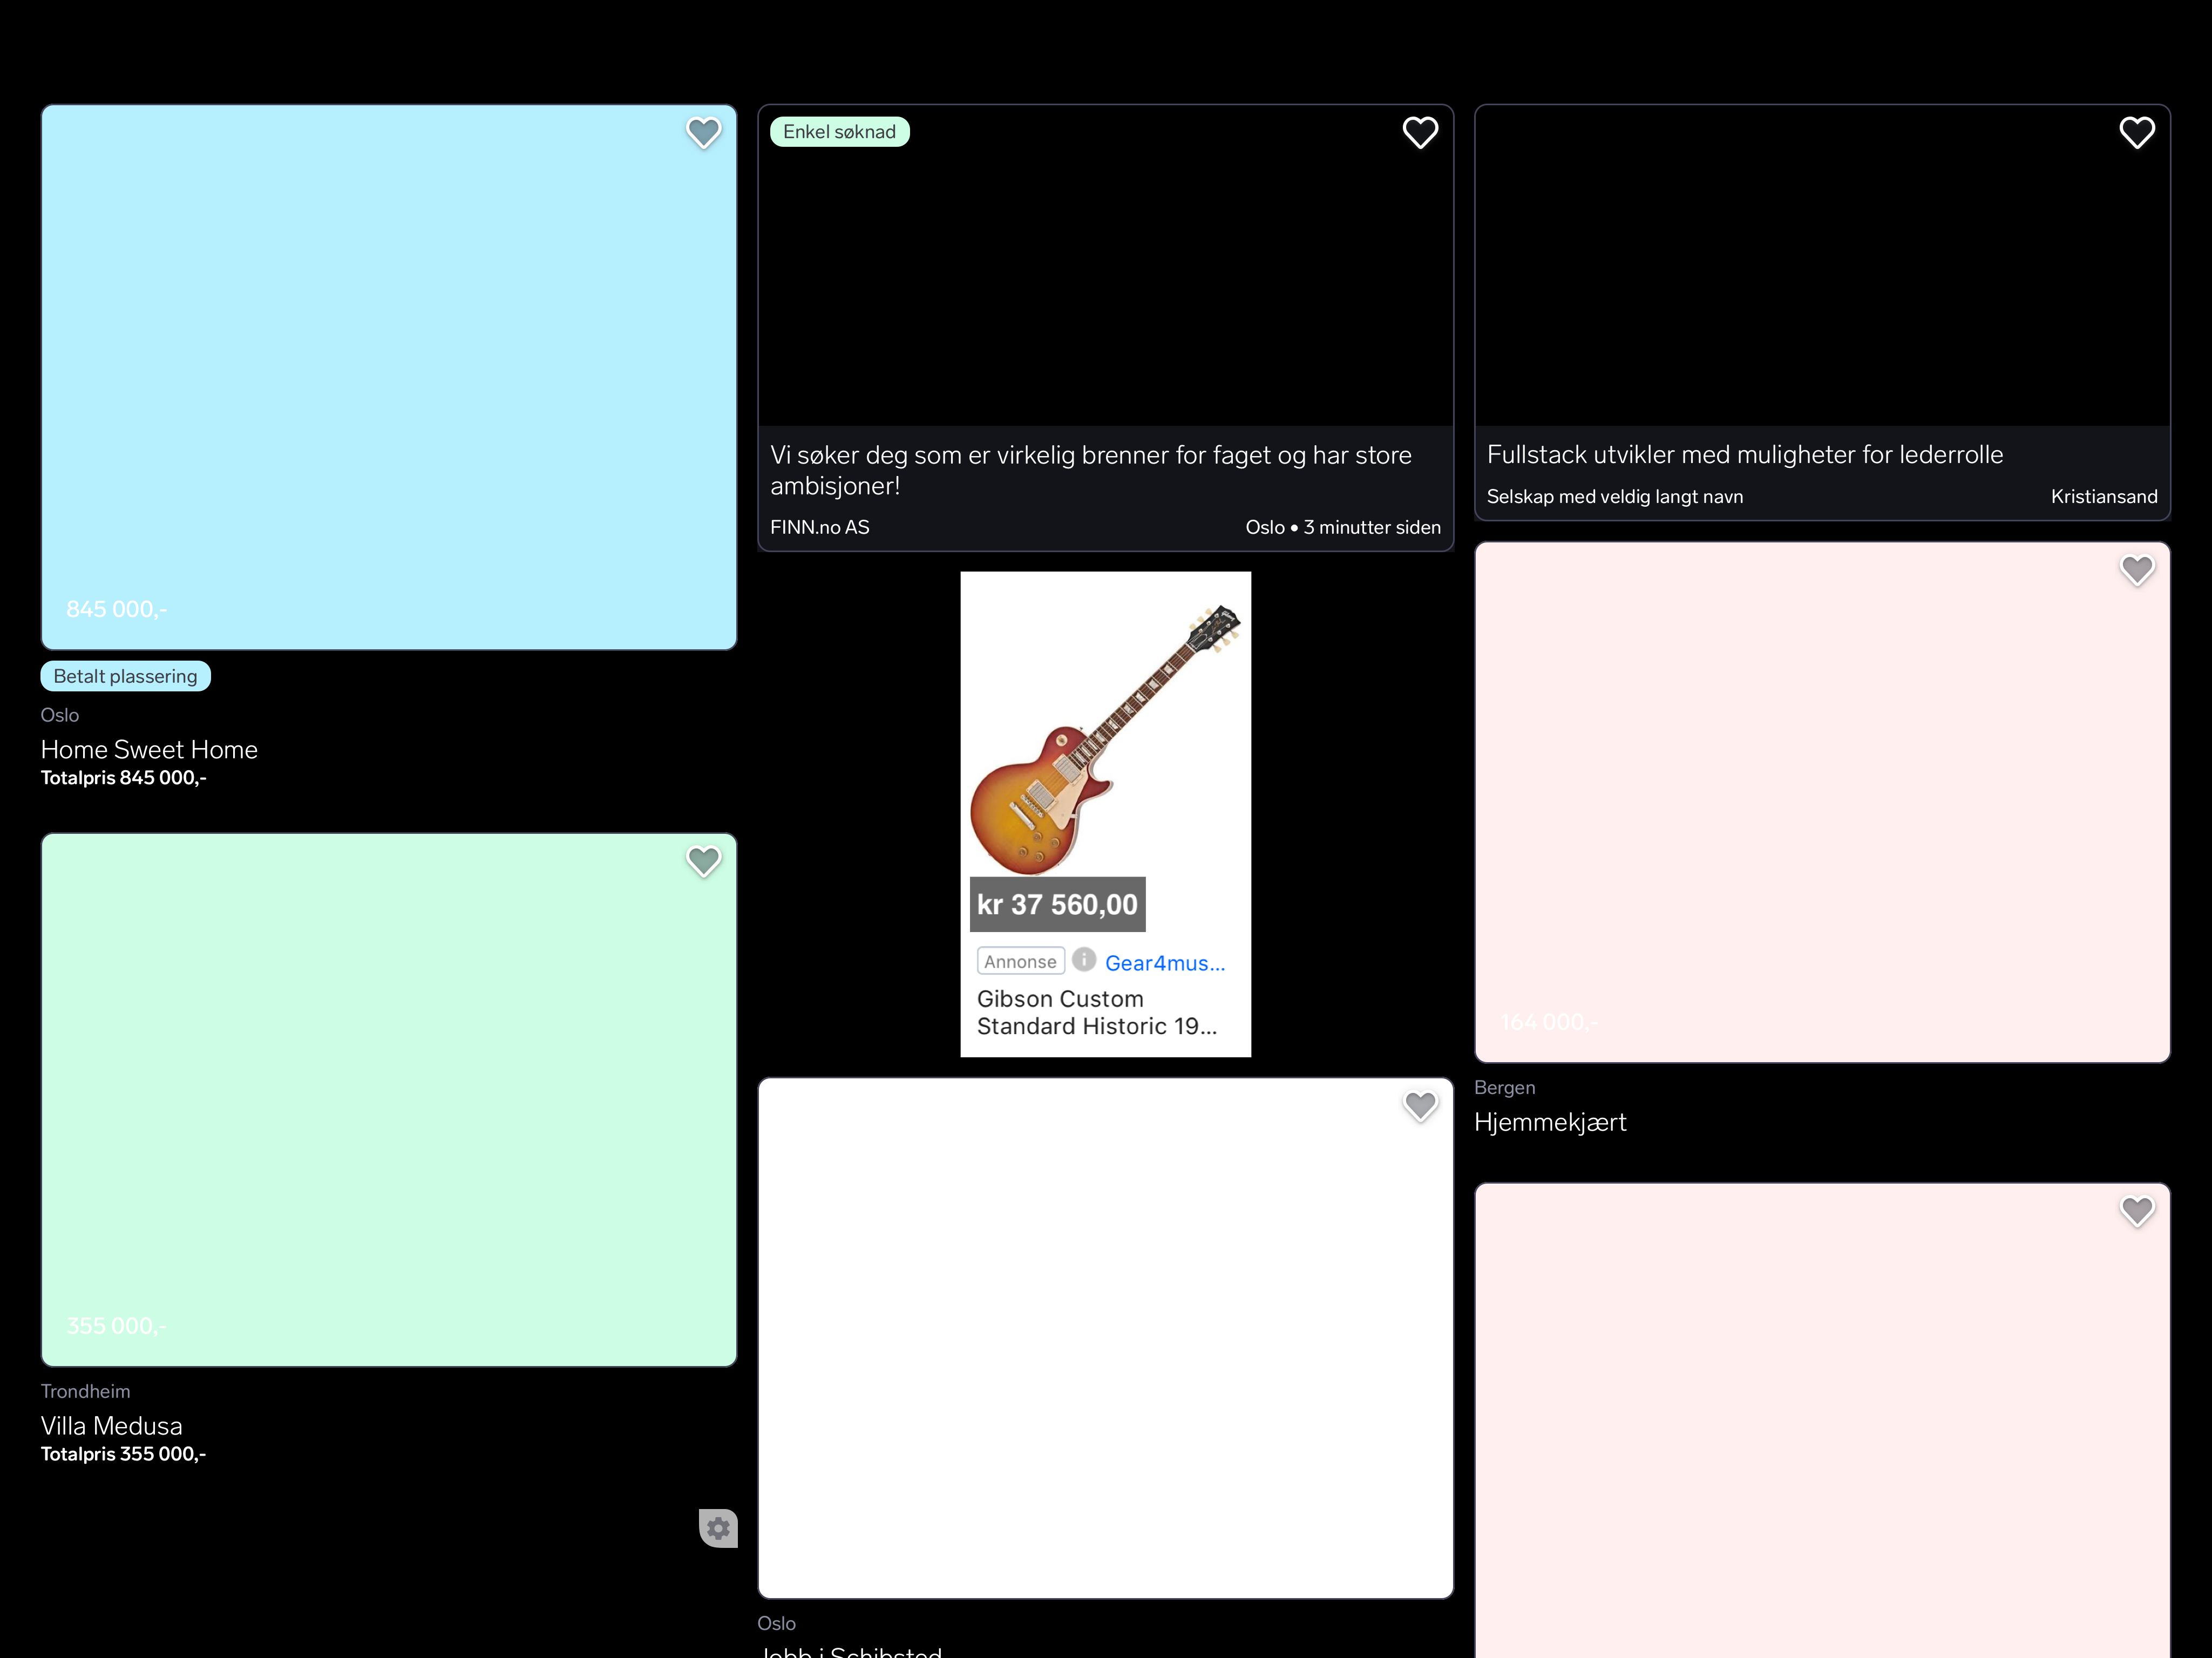 845 000,-
Betalt plassering
Oslo
Home Sweet Home
Totalpris 845 000,-
355 000,-
Trondheim
Villa Medusa
Totalpris 355 000,-
Enkel søknad
Vi søker deg som er virkelig brenner for faget og har store
ambisjoner!
FINN.no AS
Oslo • 3 minutter siden
Gibson
kr 37 560,00
Annonse
Gear4mus...
Gibson Custom
Standard Historic 19...
Oslo
Jobb i Schibsted
Fullstack utvikler med muligheter for lederrolle
Selskap med veldig langt navn
Kristiansand
164 000,-
Bergen
Hjemmekjært